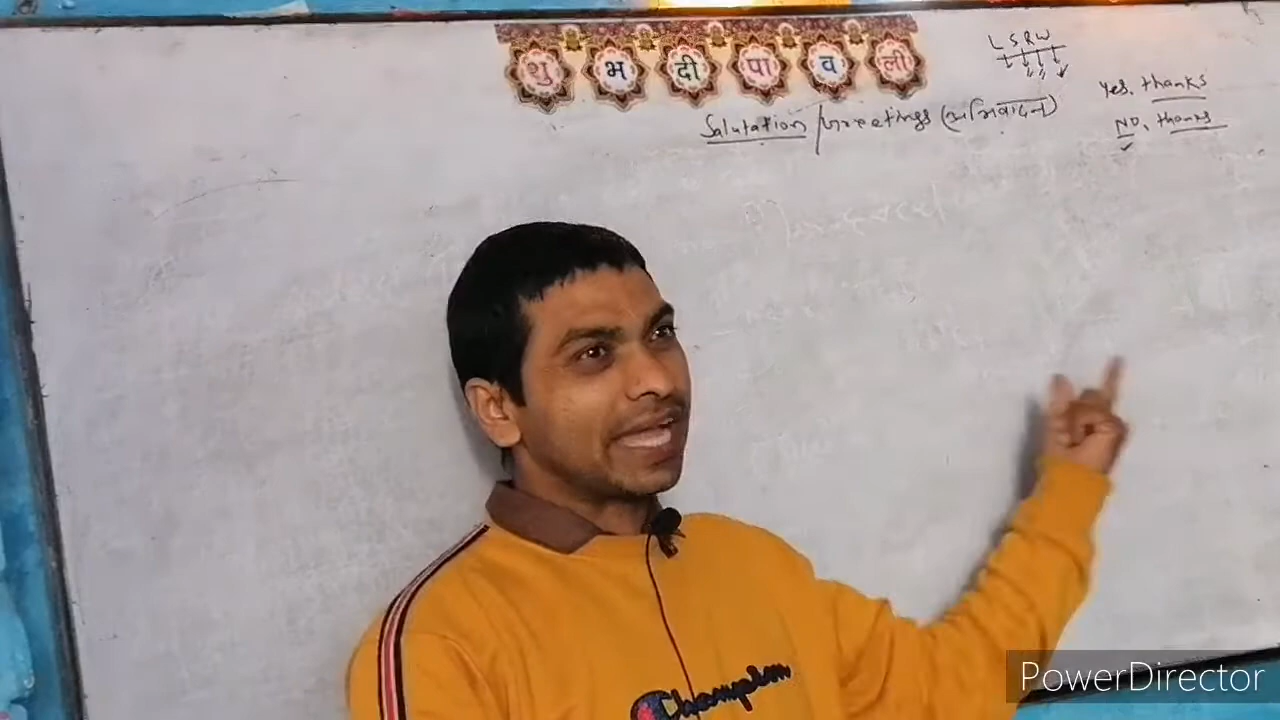 शु भ दी पा व ली
L S R W
Yes, thanks
Salutation / Greetings (अभिवादन)
No, thanks
Champion
PowerDirector